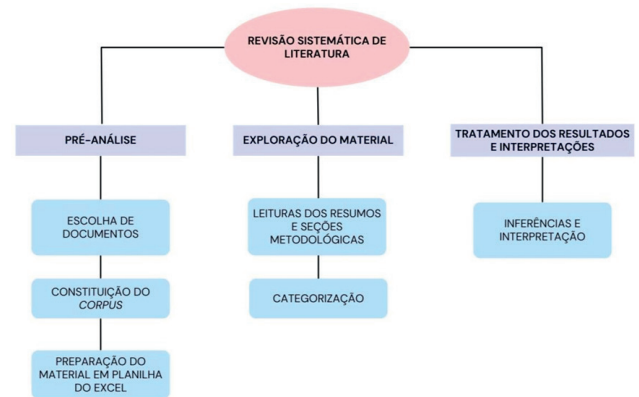 REVISÃO SISTEMÁTICA DE
LITERATURA
PRÉ-ANÁLISE
ESCOLHA DE
DOCUMENTOS
CONSTITUIÇÃO DO
CORPUS
PREPARAÇÃO DO
MATERIAL EM PLANILHA
DO EXCEL
EXPLORAÇÃO DO MATERIAL
LEITURAS DOS RESUMOS
E SEÇÕES
METODOLÓGICAS
CATEGORIZAÇÃO
TRATAMENTO DOS RESULTADOS
E INTERPRETAÇÕES
INFERÊNCIAS E
INTERPRETAÇÃO